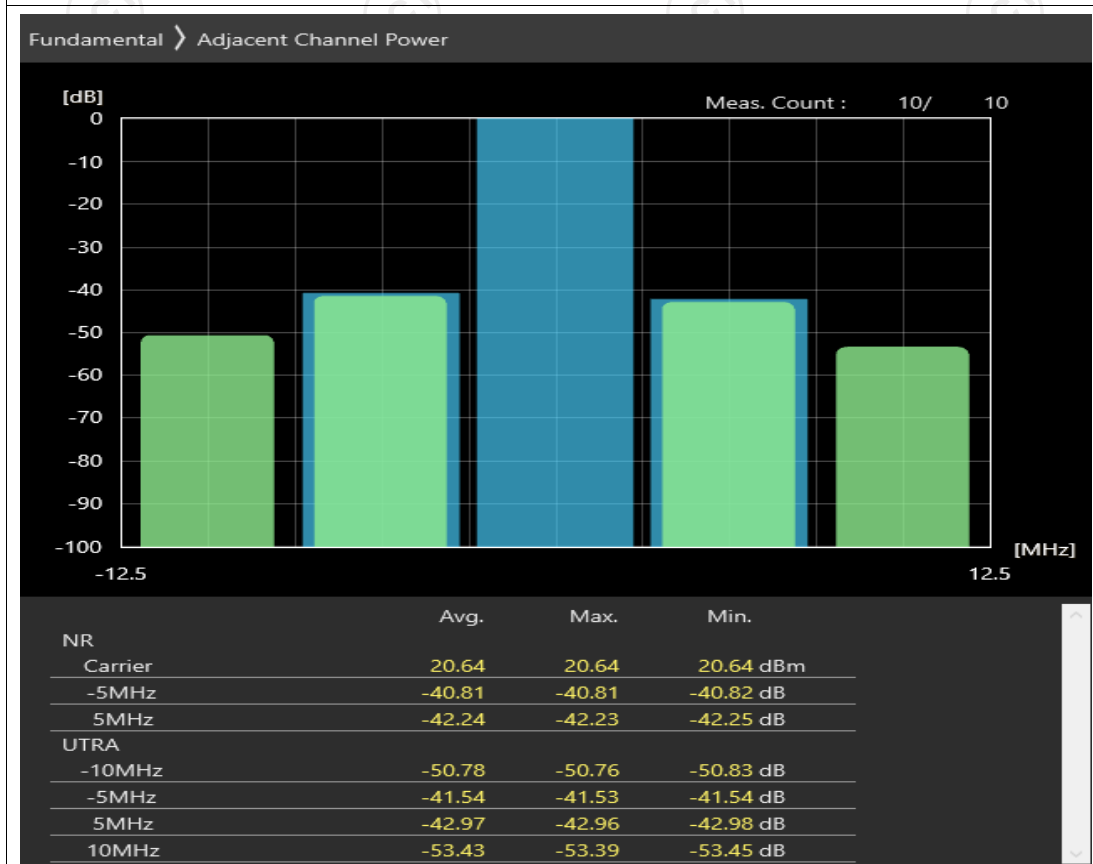 Fundamental ❯ Adjacent Channel Power
[dB]
Meas. Count : 10/ 10
0
-10
-20
-30
-40
-50
-60
-70
-80
-90
-100
[MHz]
-12.5 12.5
Avg. Max. Min.
NR
Carrier 20.64 20.64 20.64 dBm
-5MHz -40.81 -40.81 -40.82 dB
5MHz -42.24 -42.23 -42.25 dB
UTRA
-10MHz -50.78 -50.76 -50.83 dB
-5MHz -41.54 -41.53 -41.54 dB
5MHz -42.97 -42.96 -42.98 dB
10MHz -53.43 -53.39 -53.45 dB